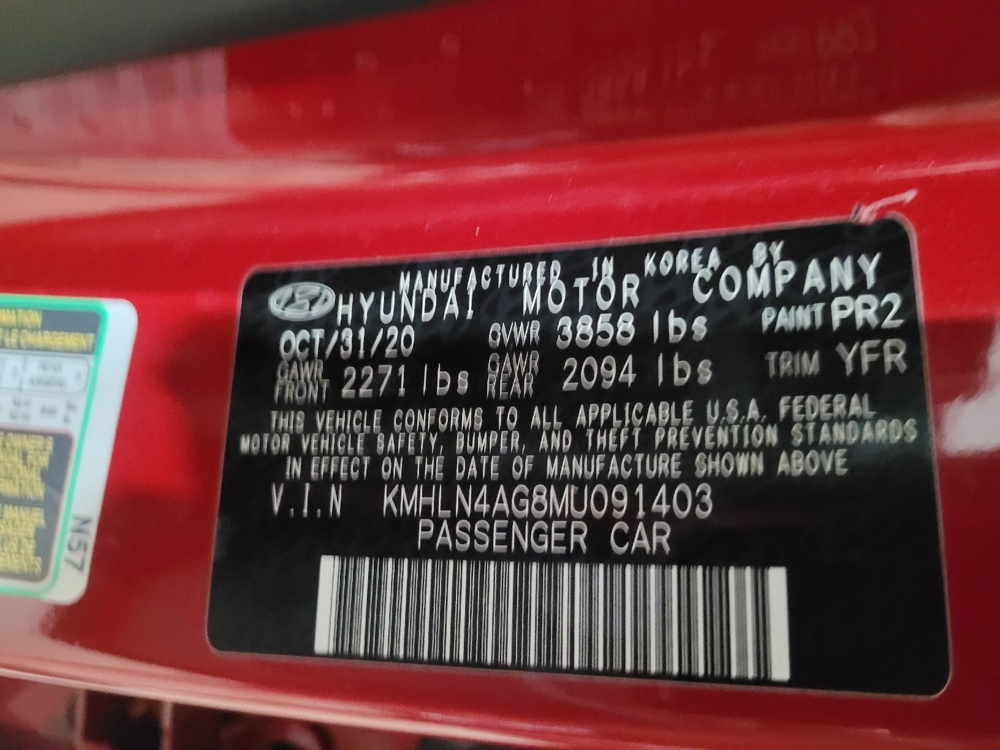 MANUFACTURED IN KOREA BY
HYUNDAI MOTOR COMPANY
OCT/31/20 GVWR 3858 lbs PAINT PR2
GAWR FRONT 2271 lbs GAWR REAR 2094 lbs TRIM YFR
THIS VEHICLE CONFORMS TO ALL APPLICABLE U.S.A. FEDERAL
MOTOR VEHICLE SAFETY, BUMPER, AND THEFT PREVENTION STANDARDS
IN EFFECT ON THE DATE OF MANUFACTURE SHOWN ABOVE
V.I.N KMHLN4AG8MU091403
PASSENGER CAR
LE CHARGEMENT
N57